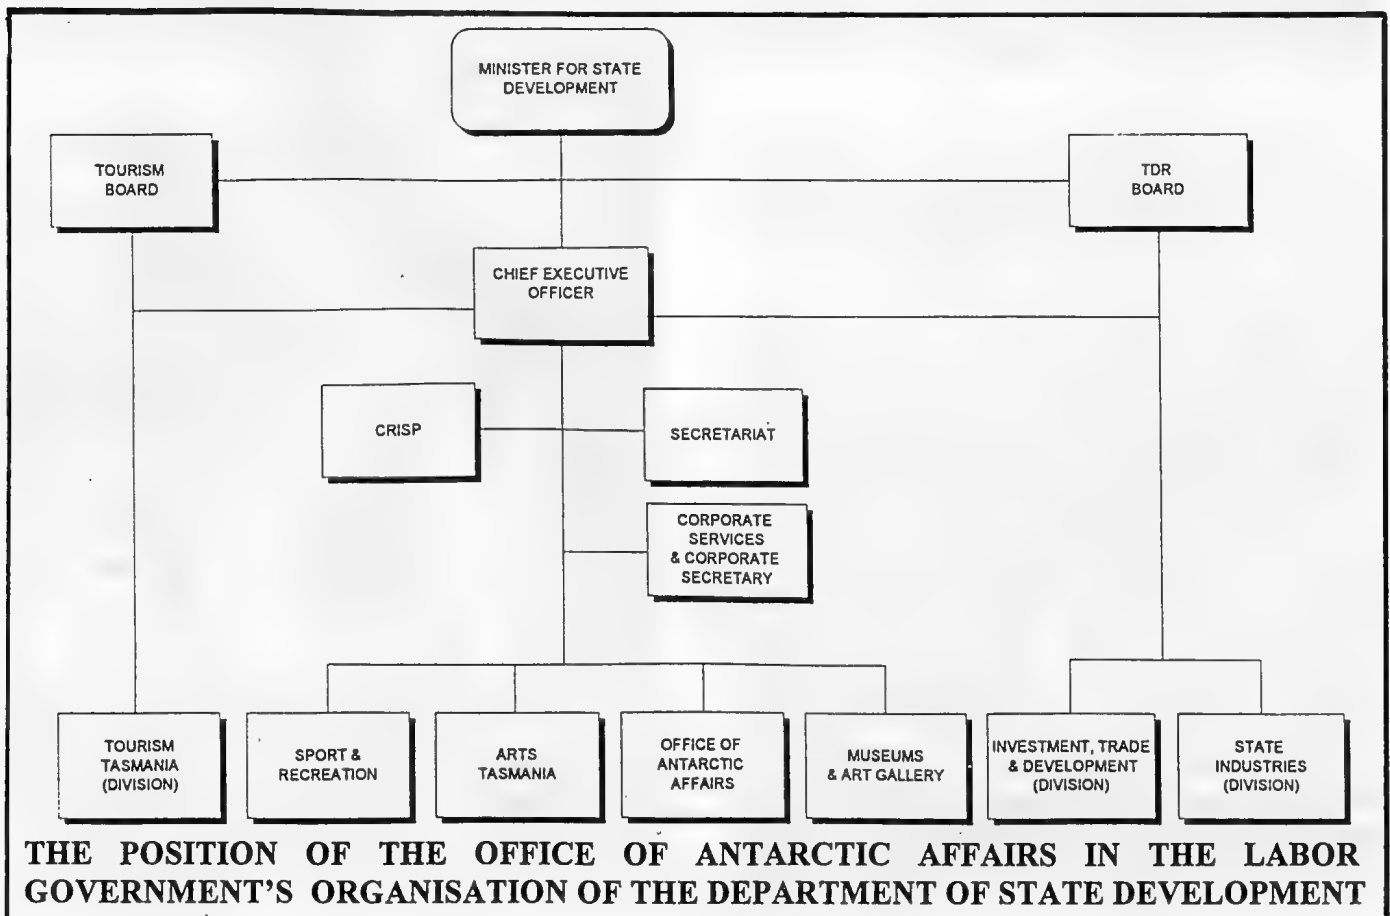 MINISTER FOR STATE
DEVELOPMENT
TOURISM
BOARD
TDR
BOARD
CHIEF EXECUTIVE
OFFICER
CRISP
SECRETARIAT
CORPORATE
SERVICES
& CORPORATE
SECRETARY
TOURISM
TASMANIA
(DIVISION)
SPORT &
RECREATION
ARTS
TASMANIA
OFFICE OF
ANTARCTIC
AFFAIRS
MUSEUMS
& ART GALLERY
INVESTMENT, TRADE
& DEVELOPMENT
(DIVISION)
STATE
INDUSTRIES
(DIVISION)
THE POSITION OF THE OFFICE OF ANTARCTIC AFFAIRS IN THE LABOR
GOVERNMENT'S ORGANISATION OF THE DEPARTMENT OF STATE DEVELOPMENT